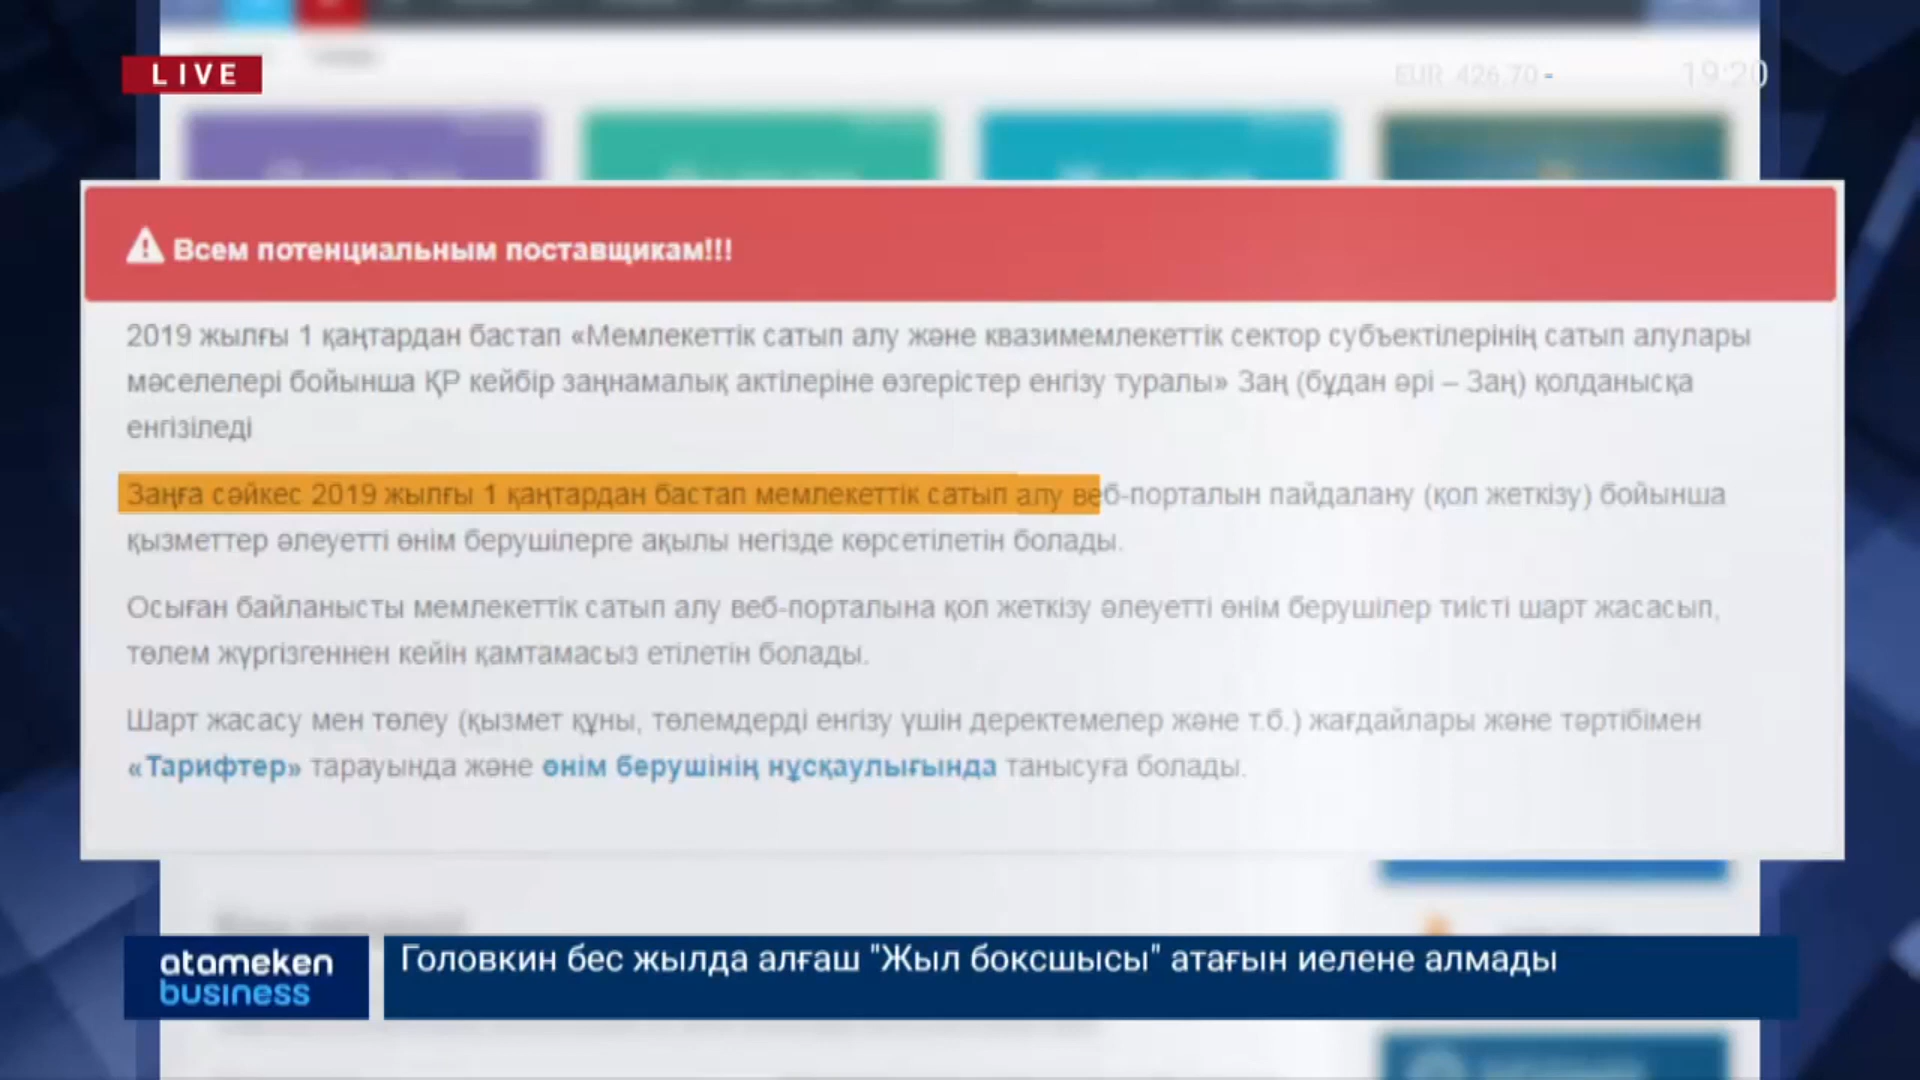 LIVE
EUR 426.70 -
19:20
Всем потенциальным поставщикам!!!
2019 жылғы 1 қаңтардан бастап «Мемлекеттік сатып алу және квазимемлекеттік сектор субъектілерінің сатып алулары
мәселелері бойынша ҚР кейбір заңнамалық актілеріне өзгерістер енгізу туралы» Заң (бұдан әрі – Заң) қолданысқа
енгізіледі
Заңға сәйкес 2019 жылғы 1 қаңтардан бастап мемлекеттік сатып алу веб-порталын пайдалану (қол жеткізу) бойынша
қызметтер әлеуетті өнім берушілерге ақылы негізде көрсетілетін болады.
Осыған байланысты мемлекеттік сатып алу веб-порталына қол жеткізу әлеуетті өнім берушілер тиісті шарт жасасып,
төлем жүргізгеннен кейін қамтамасыз етілетін болады.
Шарт жасасу мен төлеу (қызмет құны, төлемдерді енгізу үшін деректемелер және т.б.) жағдайлары және тәртібімен
«Тарифтер» тарауында және өнім берушінің нұсқаулығында танысуға болады.
atameken
business
Головкин бес жылда алғаш "Жыл боксшысы" атағын иелене алмады